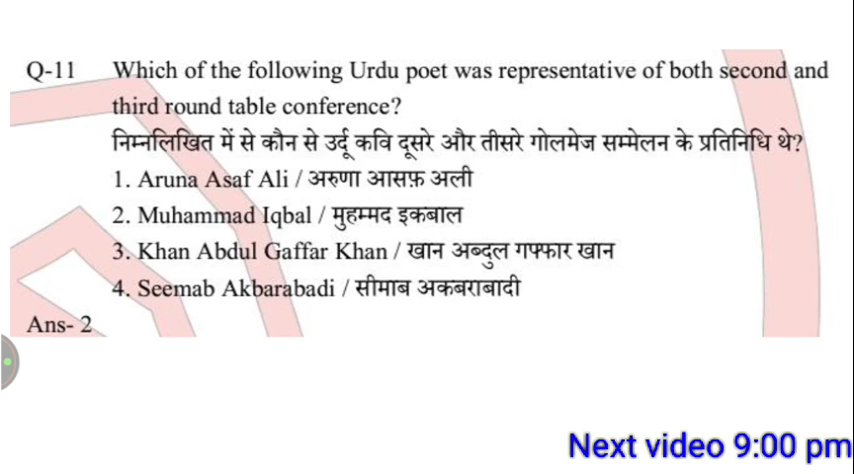 Q-11 Which of the following Urdu poet was representative of both second and
third round table conference?
निम्नलिखित में से कौन से उर्दू कवि दूसरे और तीसरे गोलमेज सम्मेलन के प्रतिनिधि थे?
1. Aruna Asaf Ali / अरुणा आसफ़ अली
2. Muhammad Iqbal / मुहम्मद इकबाल
3. Khan Abdul Gaffar Khan / खान अब्दुल गफ्फार खान
4. Seemab Akbarabadi / सीमाब अकबराबादी
Ans- 2
Next video 9:00 pm